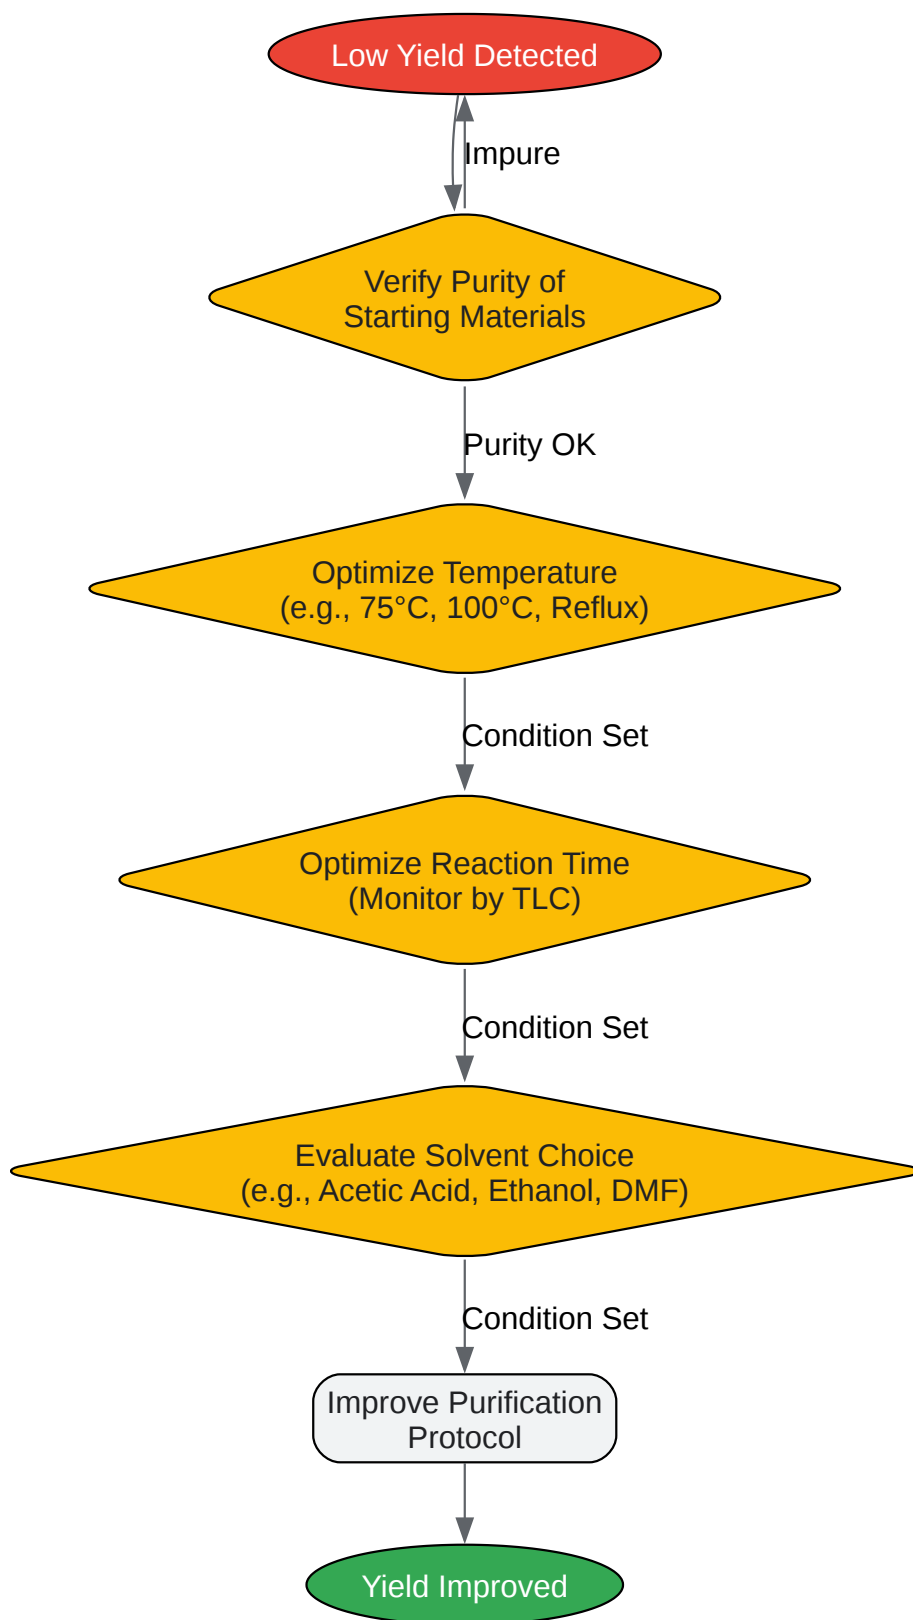 Low Yield Detected
Impure
Verify Purity of
Starting Materials
Purity OK
Optimize Temperature
(e.g., 75°C, 100°C, Reflux)
Condition Set
Optimize Reaction Time
(Monitor by TLC)
Condition Set
Evaluate Solvent Choice
(e.g., Acetic Acid, Ethanol, DMF)
Condition Set
Improve Purification
Protocol
Yield Improved